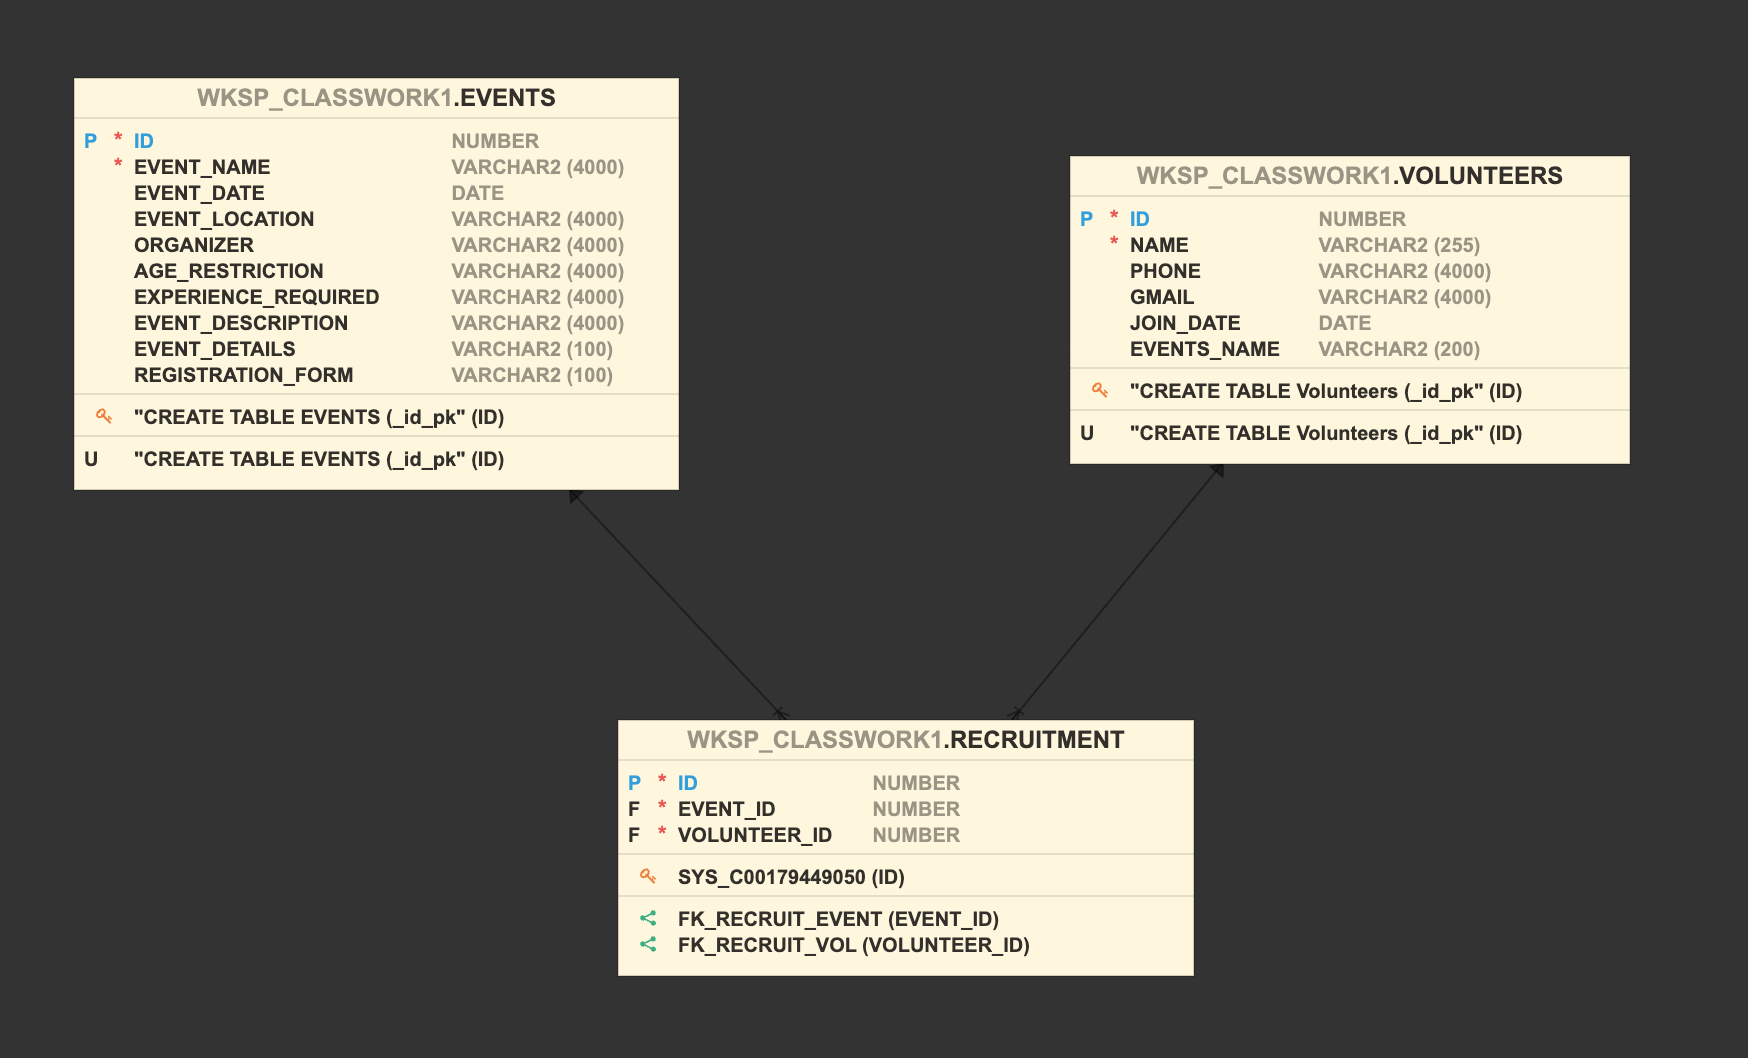 WKSP_CLASSWORK1.EVENTS
P * ID NUMBER
* EVENT_NAME VARCHAR2 (4000)
EVENT_DATE DATE
EVENT_LOCATION VARCHAR2 (4000)
ORGANIZER VARCHAR2 (4000)
AGE_RESTRICTION VARCHAR2 (4000)
EXPERIENCE_REQUIRED VARCHAR2 (4000)
EVENT_DESCRIPTION VARCHAR2 (4000)
EVENT_DETAILS VARCHAR2 (100)
REGISTRATION_FORM VARCHAR2 (100)
"CREATE TABLE EVENTS (_id_pk" (ID)
U "CREATE TABLE EVENTS (_id_pk" (ID)
WKSP_CLASSWORK1.VOLUNTEERS
P * ID NUMBER
* NAME VARCHAR2 (255)
PHONE VARCHAR2 (4000)
GMAIL VARCHAR2 (4000)
JOIN_DATE DATE
EVENTS_NAME VARCHAR2 (200)
"CREATE TABLE Volunteers (_id_pk" (ID)
U "CREATE TABLE Volunteers (_id_pk" (ID)
WKSP_CLASSWORK1.RECRUITMENT
P * ID NUMBER
F * EVENT_ID NUMBER
F * VOLUNTEER_ID NUMBER
SYS_C00179449050 (ID)
FK_RECRUIT_EVENT (EVENT_ID)
FK_RECRUIT_VOL (VOLUNTEER_ID)